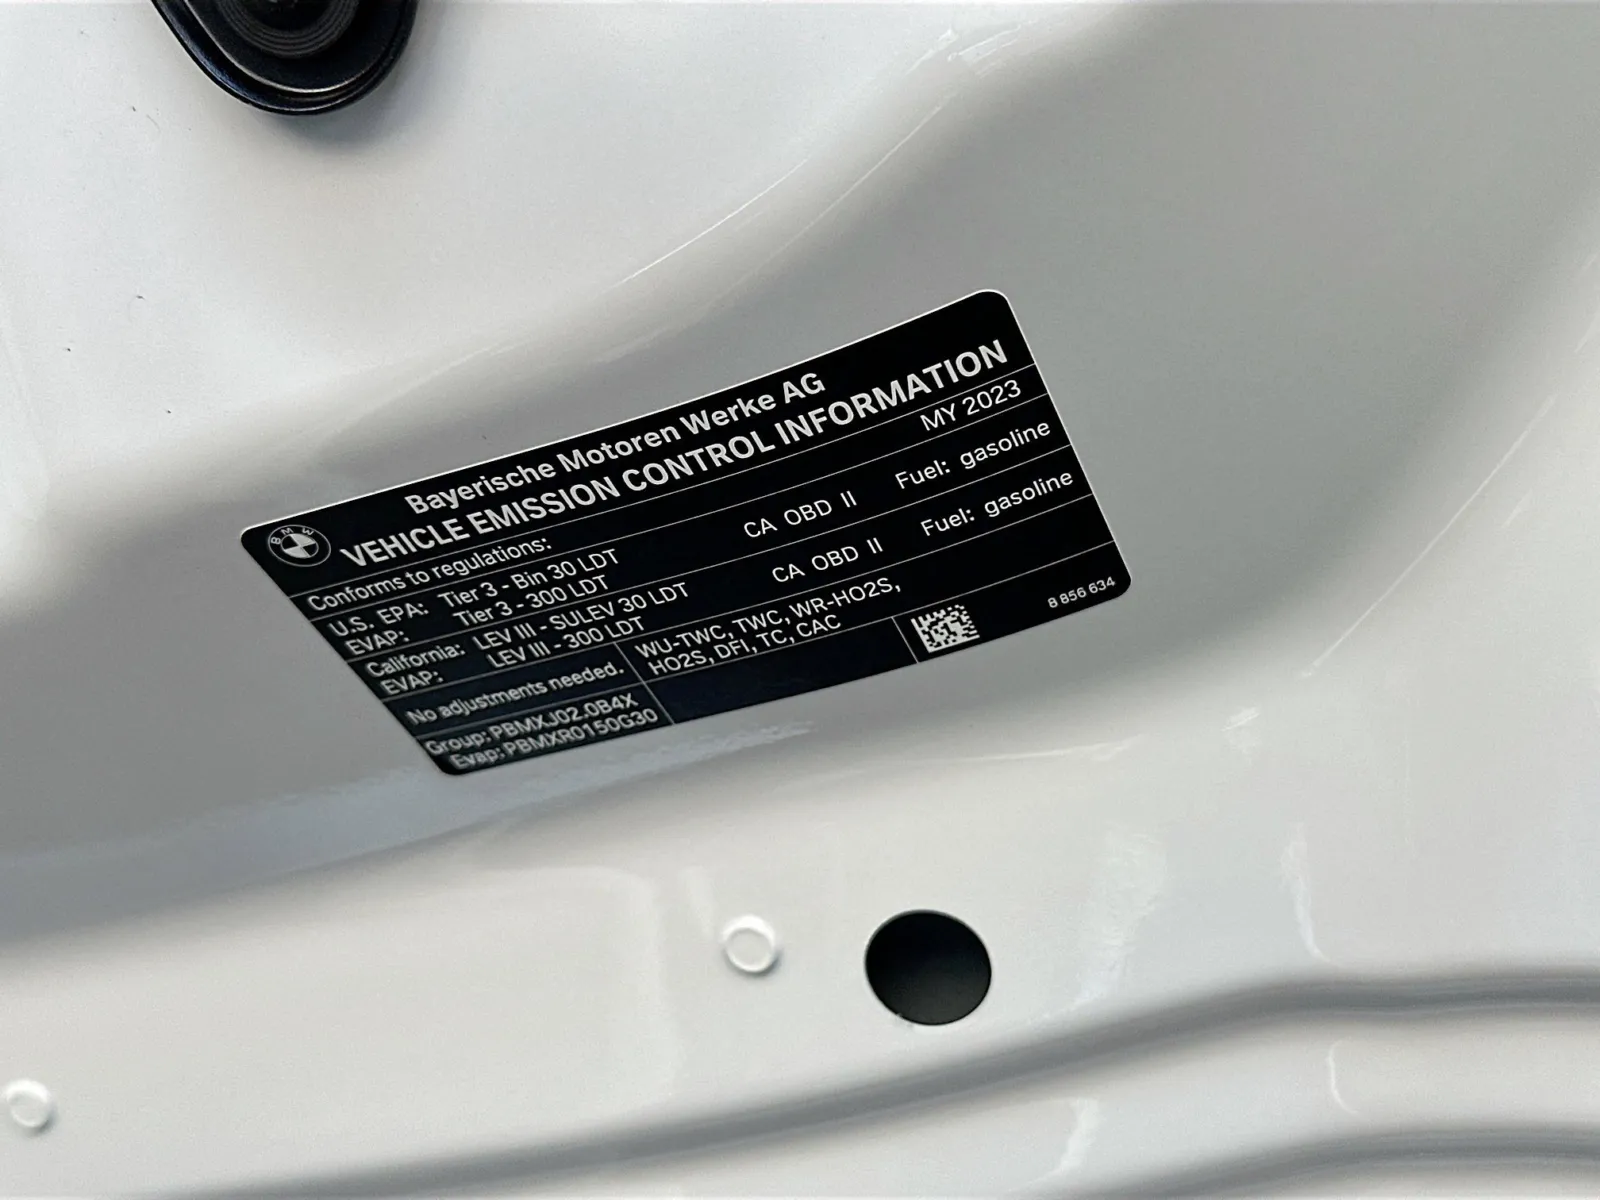 BMW
Bayerische Motoren Werke AG
VEHICLE EMISSION CONTROL INFORMATION
Conforms to regulations: MY 2023
U.S. EPA: Tier 3 - Bin 30 LDT CA OBD II Fuel: gasoline
EVAP: Tier 3 - 300 LDT
California: LEV III - SULEV 30 LDT CA OBD II Fuel: gasoline
EVAP: LEV III - 300 LDT
No adjustments needed. WU-TWC, TWC, WR-HO2S,
HO2S, DFI, TC, CAC
Group: PBMXJ02.0B4X
Evap: PBMXR0150G30
8 856 634